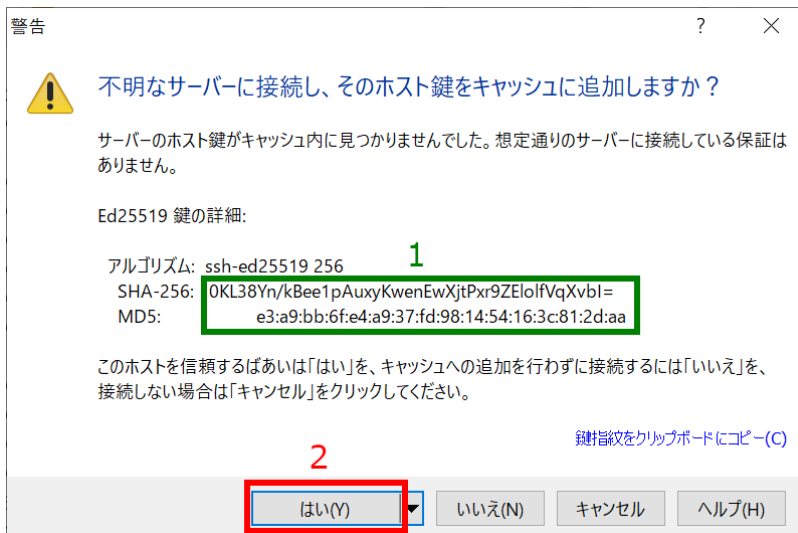 警告
不明なサーバーに接続し、そのホスト鍵をキャッシュに追加しますか？
サーバーのホスト鍵がキャッシュ内に見つかりませんでした。想定通りのサーバーに接続している保証は
ありません。
Ed25519 鍵の詳細:
1
アルゴリズム: ssh-ed25519 256
SHA-256: 0KL38Yn/kBee1pAuxyKwenEwXjtPxr9ZElolfVqXvbI=
MD5: e3:a9:bb:6f:e4:a9:37:fd:98:14:54:16:3c:81:2d:aa
このホストを信頼するばあいは「はい」を、キャッシュへの追加を行わずに接続するには「いいえ」を、
接続しない場合は「キャンセル」をクリックしてください。
鍵指紋をクリップボードにコピー(C)
2
はい(Y) いいえ(N) キャンセル ヘルプ(H)